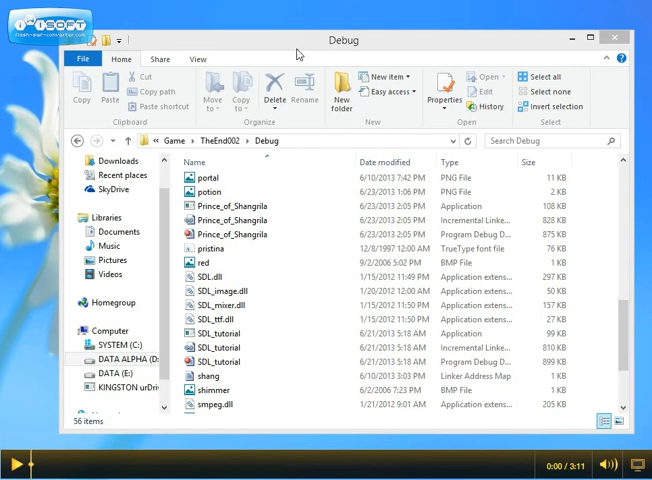 iwisoft
flash-swf-converter.com
Debug
File Home Share View
Copy
Paste
Cut
Copy path
Paste shortcut
Clipboard
Move to
Copy to
Delete
Rename
Organize
New folder
New item
Easy access
New
Properties
Open
Edit
History
Open
Select all
Select none
Invert selection
Select
« Game TheEnd002 Debug
Search Debug
Downloads
Recent places
SkyDrive
Libraries
Documents
Music
Pictures
Videos
Homegroup
Computer
SYSTEM (C:)
DATA ALPHA (D:
DATA (E:)
KINGSTON urDriv
Name Date modified Type Size
portal 6/10/2013 7:42 PM PNG File 11 KB
potion 6/23/2013 1:06 PM PNG File 2 KB
Prince_of_Shangrila 6/23/2013 2:05 PM Application 108 KB
Prince_of_Shangrila 6/23/2013 2:05 PM Incremental Linke... 828 KB
Prince_of_Shangrila 6/23/2013 2:05 PM Program Debug D... 875 KB
pristina 12/8/1997 12:00 AM TrueType font file 76 KB
red 9/2/2006 5:02 PM BMP File 1 KB
SDL.dll 1/15/2012 11:49 PM Application extens... 297 KB
SDL_image.dll 1/20/2012 12:00 AM Application extens... 50 KB
SDL_mixer.dll 1/15/2012 11:50 PM Application extens... 157 KB
SDL_ttf.dll 1/15/2012 11:50 PM Application extens... 27 KB
SDL_tutorial 6/21/2013 5:18 AM Application 99 KB
SDL_tutorial 6/21/2013 5:18 AM Incremental Linke... 810 KB
SDL_tutorial 6/21/2013 5:18 AM Program Debug D... 899 KB
shang 6/10/2013 3:03 PM Linker Address Map 1 KB
shimmer 6/2/2006 7:23 PM BMP File 1 KB
smpeg.dll 1/21/2012 9:01 AM Application extens... 205 KB
56 items
0:00 / 3:11